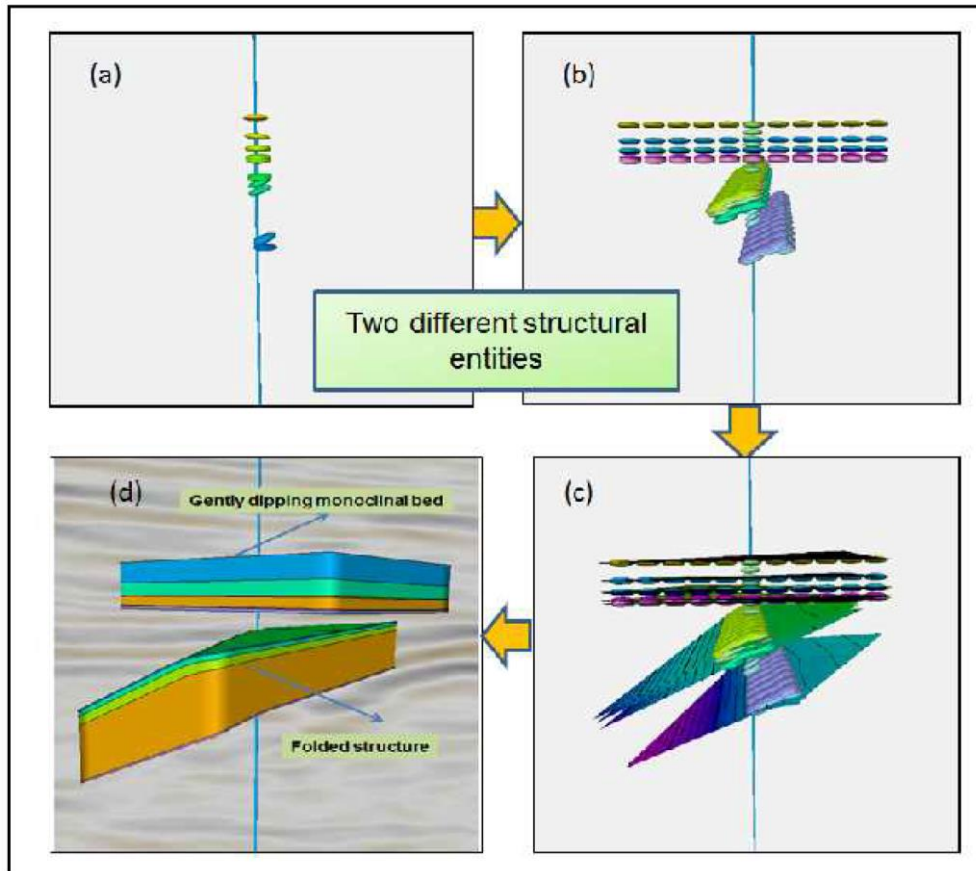 (a)
(b)
Two different structural
entities
(d)
Gently dipping monoclinal bed
Folded structure
(c)